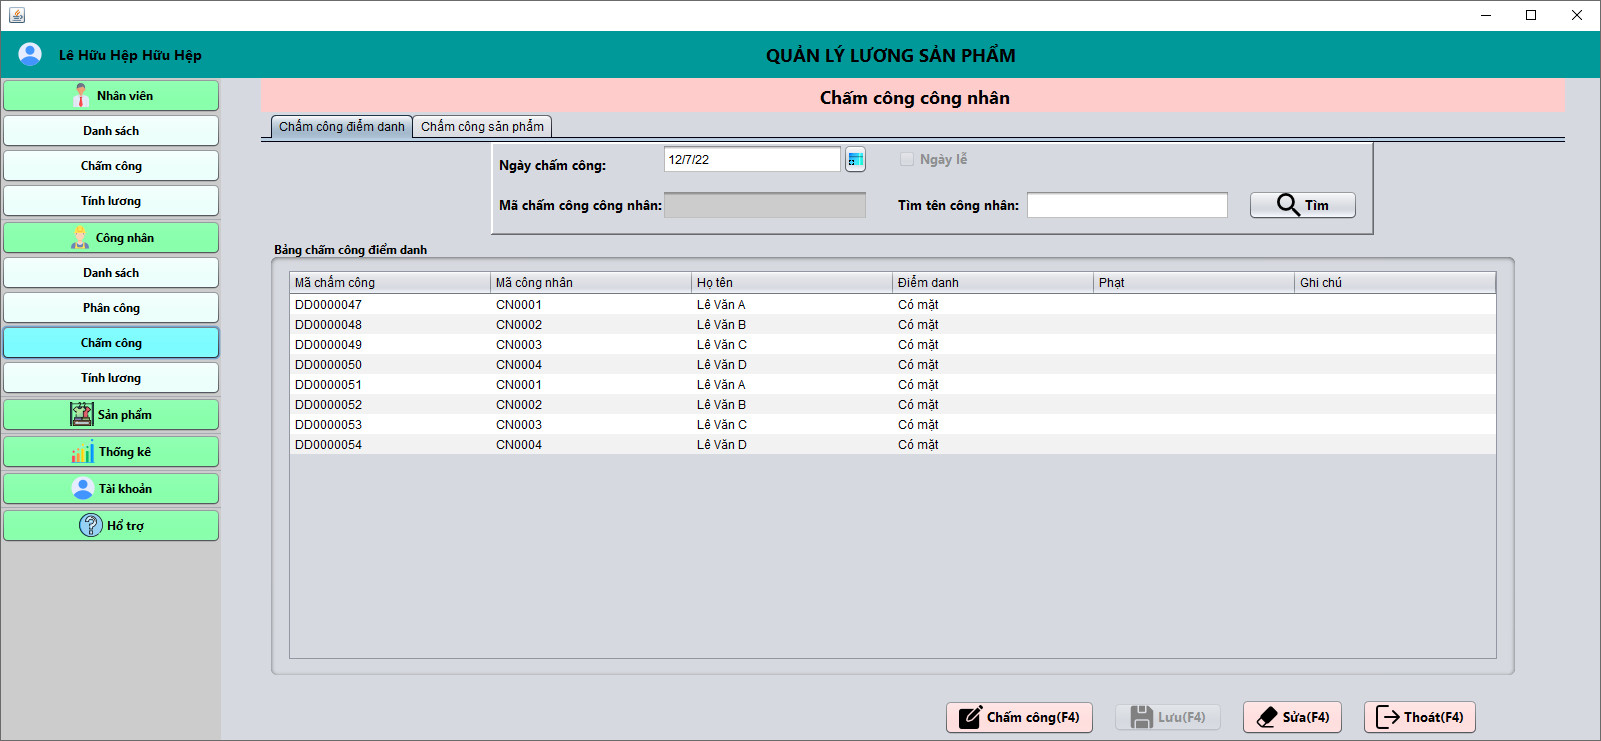 Lê Hữu Hệp Hữu Hệp
QUẢN LÝ LƯƠNG SẢN PHẨM
Nhân viên
Danh sách
Chấm công
Tính lương
Công nhân
Danh sách
Phân công
Chấm công
Tính lương
Sản phẩm
Thống kê
Tài khoản
Hổ trợ
Chấm công công nhân
Chấm công điểm danh Chấm công sản phẩm
Ngày chấm công: 12/7/22 Ngày lễ
Mã chấm công công nhân: Tìm tên công nhân: Tìm
Bảng chấm công điểm danh
Mã chấm công Mã công nhân Họ tên Điểm danh Phạt Ghi chú
DD0000047 CN0001 Lê Văn A Có mặt
DD0000048 CN0002 Lê Văn B Có mặt
DD0000049 CN0003 Lê Văn C Có mặt
DD0000050 CN0004 Lê Văn D Có mặt
DD0000051 CN0001 Lê Văn A Có mặt
DD0000052 CN0002 Lê Văn B Có mặt
DD0000053 CN0003 Lê Văn C Có mặt
DD0000054 CN0004 Lê Văn D Có mặt
Chấm công(F4) Lưu(F4) Sửa(F4) Thoát(F4)